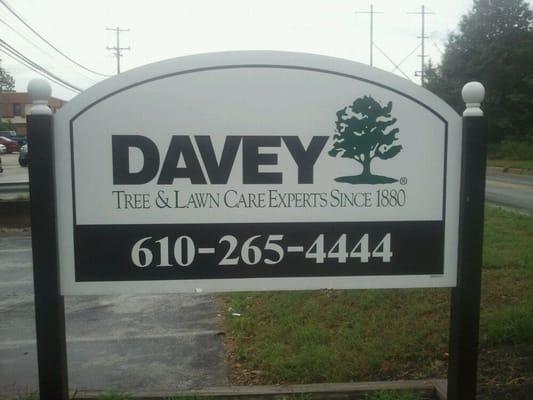 DAVEY ®
TREE & LAWN CARE EXPERTS SINCE 1880
610-265-4444